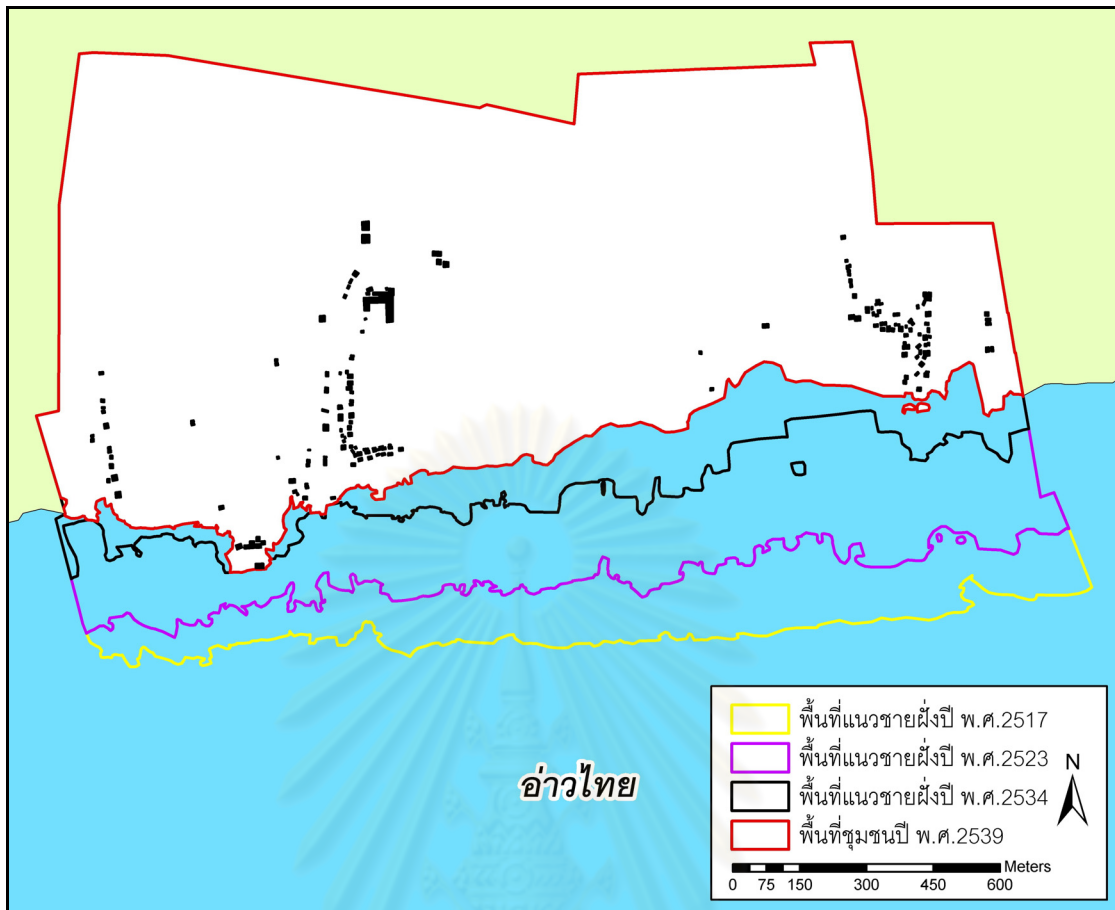 อ่าวไทย
พื้นที่แนวชายฝั่งปี พ.ศ.2517
พื้นที่แนวชายฝั่งปี พ.ศ.2523
พื้นที่แนวชายฝั่งปี พ.ศ.2534
พื้นที่ชุมชนปี พ.ศ.2539
N
Meters
0 75 150 300 450 600